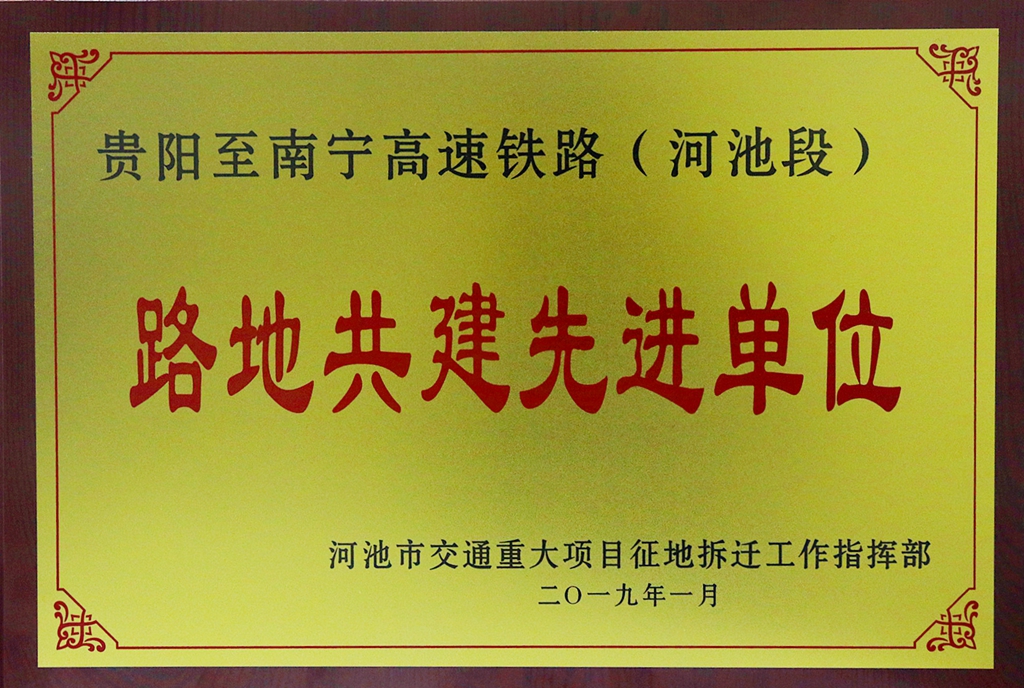 贵阳至南宁高速铁路（河池段）
路地共建先进单位
河池市交通重大项目征地拆迁工作指挥部
二〇一九年一月